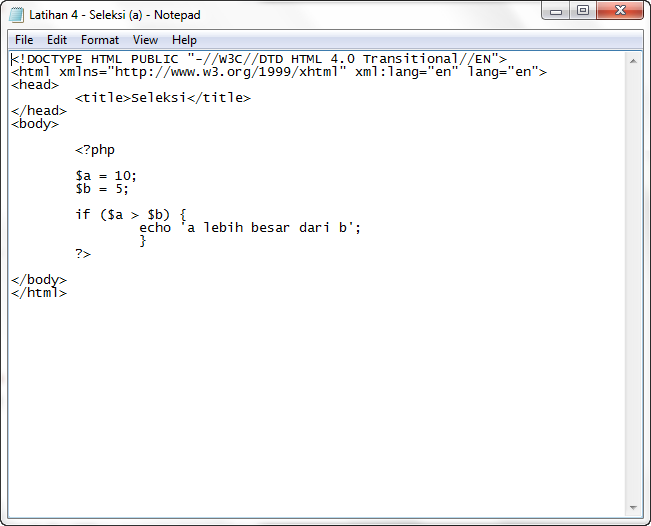 Latihan 4 - Seleksi (a) - Notepad
File Edit Format View Help
<!DOCTYPE HTML PUBLIC "-//W3C//DTD HTML 4.0 Transitional//EN">
<html xmlns="http://www.w3.org/1999/xhtml" xml:lang="en" lang="en">
<head>
	<title>Seleksi</title>
</head>
<body>
	<?php
	$a = 10;
	$b = 5;
	if ($a > $b) {
		echo 'a lebih besar dari b';
		}
	?>
</body>
</html>